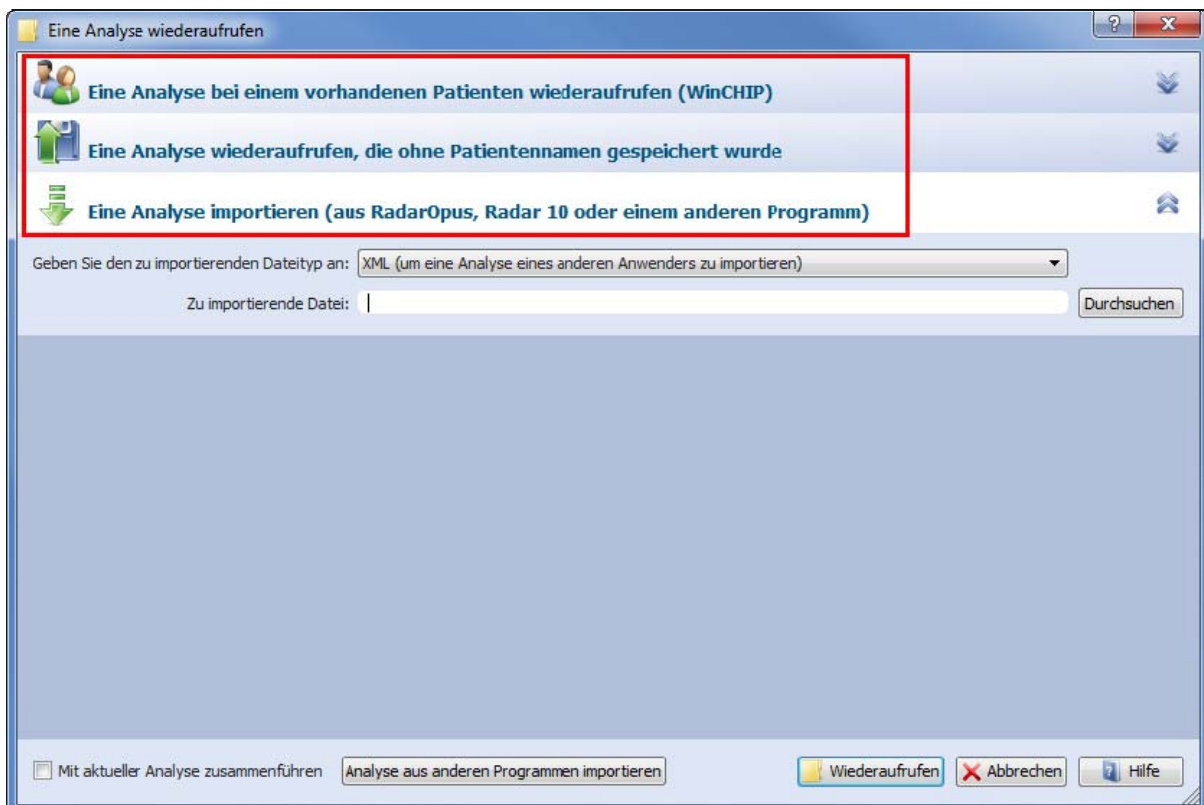 Eine Analyse wiederaufrufen
Eine Analyse bei einem vorhandenen Patienten wiederaufrufen (WinCHIP)
Eine Analyse wiederaufrufen, die ohne Patientennamen gespeichert wurde
Eine Analyse importieren (aus RadarOpus, Radar 10 oder einem anderen Programm)
Geben Sie den zu importierenden Dateityp an: XML (um eine Analyse eines anderen Anwenders zu importieren)
Zu importierende Datei: Durchsuchen
Mit aktueller Analyse zusammenführen Analyse aus anderen Programmen importieren Wiederaufrufen Abbrechen Hilfe